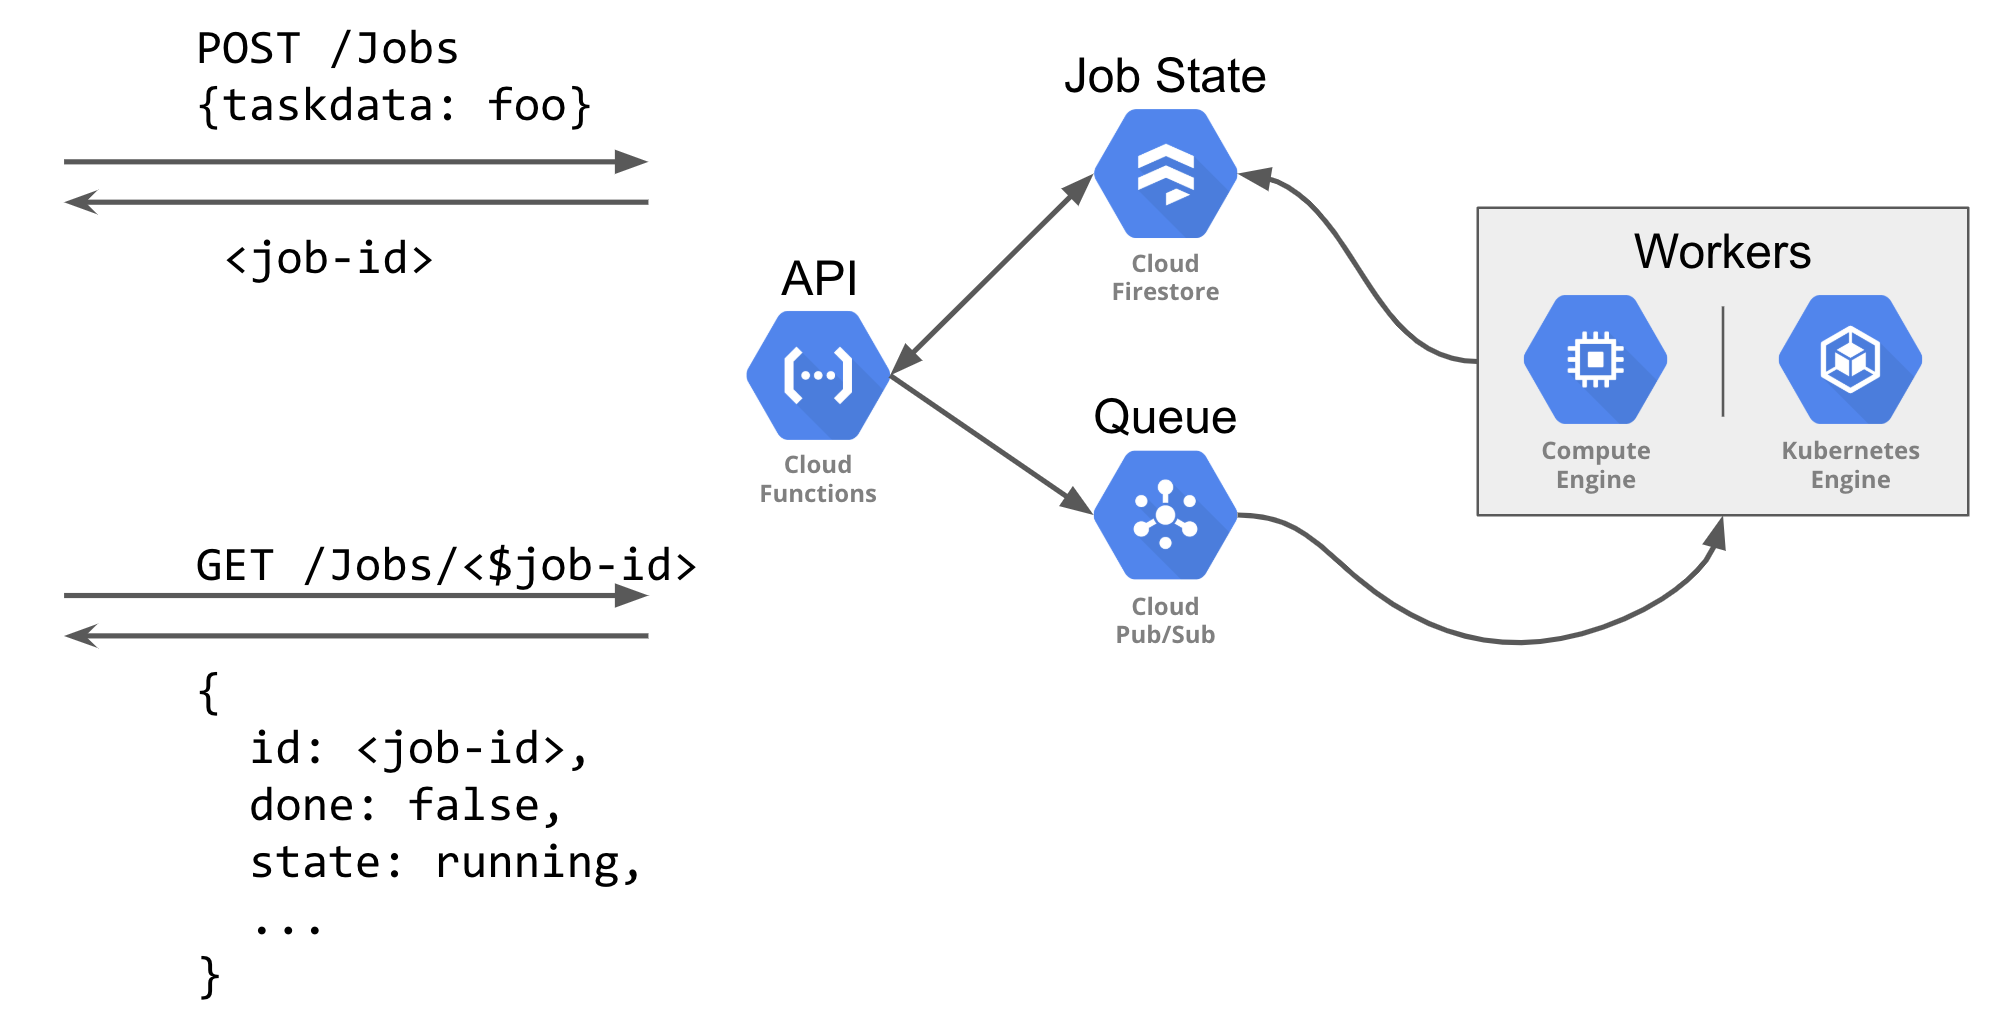 POST /Jobs
{taskdata: foo}
<job-id>
GET /Jobs/<$job-id>
{
id: <job-id>,
done: false,
state: running,
...
}
API
Cloud
Functions
Job State
Cloud
Firestore
Queue
Cloud
Pub/Sub
Workers
Compute
Engine
Kubernetes
Engine